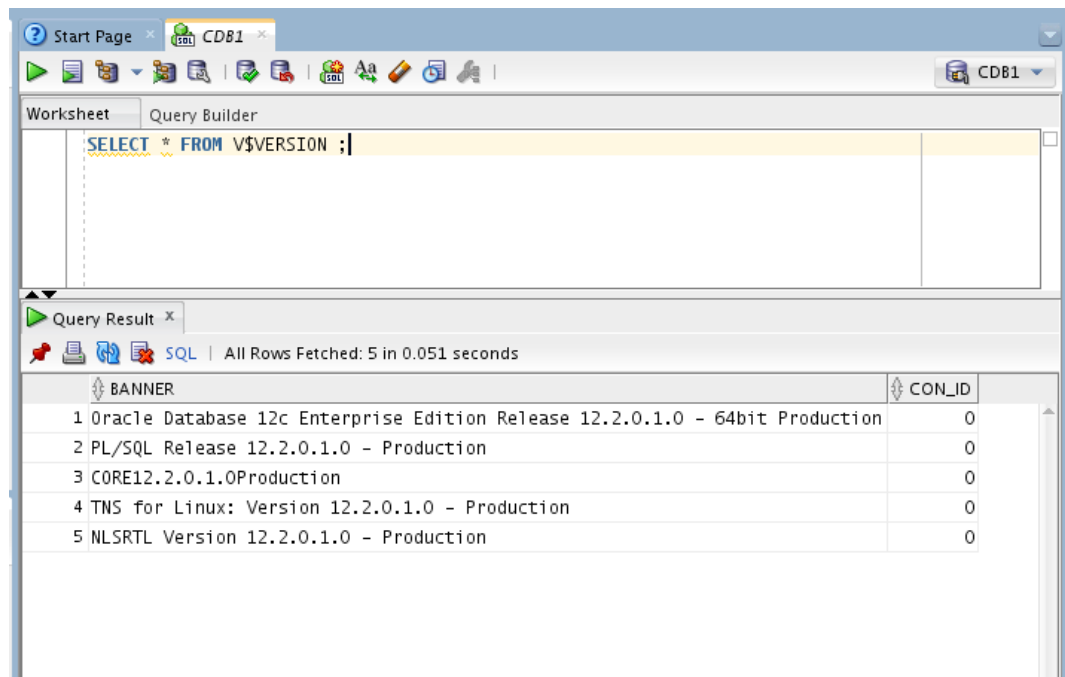 Start Page CDB1
CDB1
Worksheet Query Builder
SELECT * FROM V$VERSION ;
Query Result
SQL | All Rows Fetched: 5 in 0.051 seconds
BANNER CON_ID
1 Oracle Database 12c Enterprise Edition Release 12.2.0.1.0 - 64bit Production 0
2 PL/SQL Release 12.2.0.1.0 - Production 0
3 CORE12.2.0.1.0Production 0
4 TNS for Linux: Version 12.2.0.1.0 - Production 0
5 NLSRTL Version 12.2.0.1.0 - Production 0